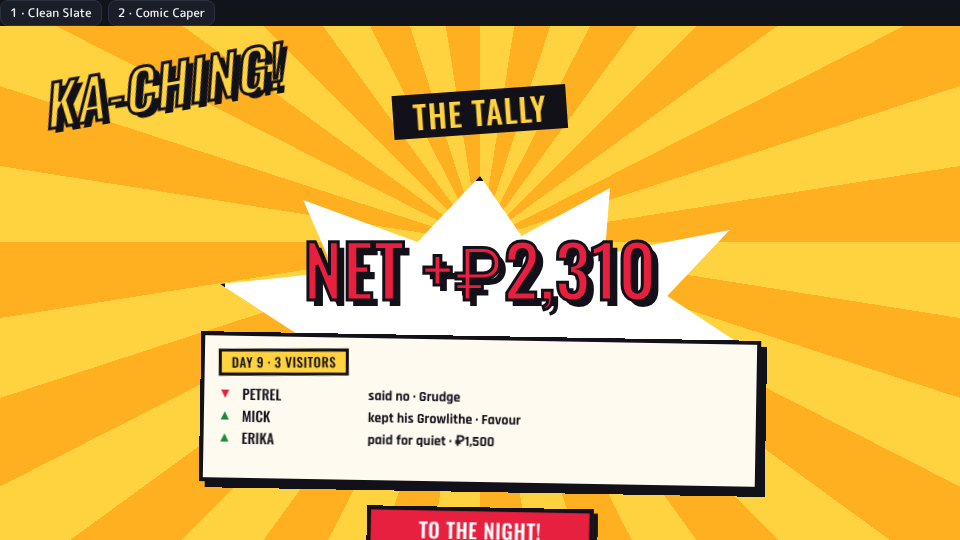 1 · Clean Slate
2 · Comic Caper
KA-CHING!
THE TALLY
NET +₽2,310
DAY 9 · 3 VISITORS
▼ PETREL said no · Grudge
▲ MICK kept his Growlithe · Favour
▲ ERIKA paid for quiet · ₽1,500
TO THE NIGHT!